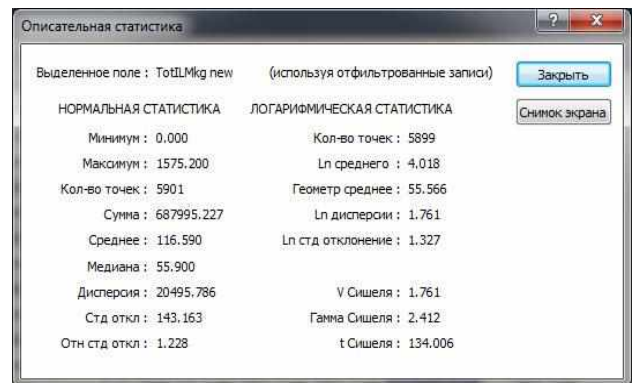 Описательная статистика
Выделенное поле : TotILMkg new (используя отфильтрованные записи) Закрыть
НОРМАЛЬНАЯ СТАТИСТИКА ЛОГАРИФМИЧЕСКАЯ СТАТИСТИКА Снимок экрана
Минимум : 0.000 Кол-во точек : 5899
Максимум : 1575.200 Ln среднего : 4.018
Кол-во точек : 5901 Геометр среднее : 55.566
Сумма : 687995.227 Ln дисперсии : 1.761
Среднее : 116.590 Ln стд отклонение : 1.327
Медиана : 55.900
Дисперсия : 20495.786 V Сишеля : 1.761
Стд откл : 143.163 Гамма Сишеля : 2.412
Отн стд откл : 1.228 t Сишеля : 134.006